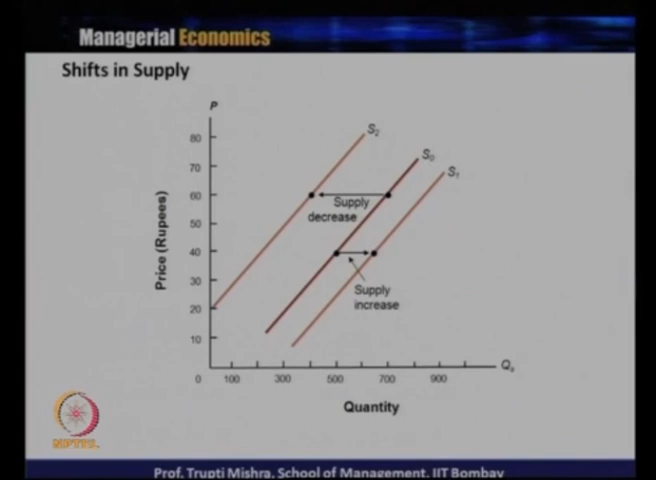 Managerial Economics
Shifts in Supply
P
80
70
60
50
40
30
20
10
0
100
300
500
700
900
Price (Rupees)
Quantity
Qs
S2
S0
S1
Supply
decrease
Supply
increase
NPTEL
Prof. Trupti Mishra, School of Management, IIT Bombay